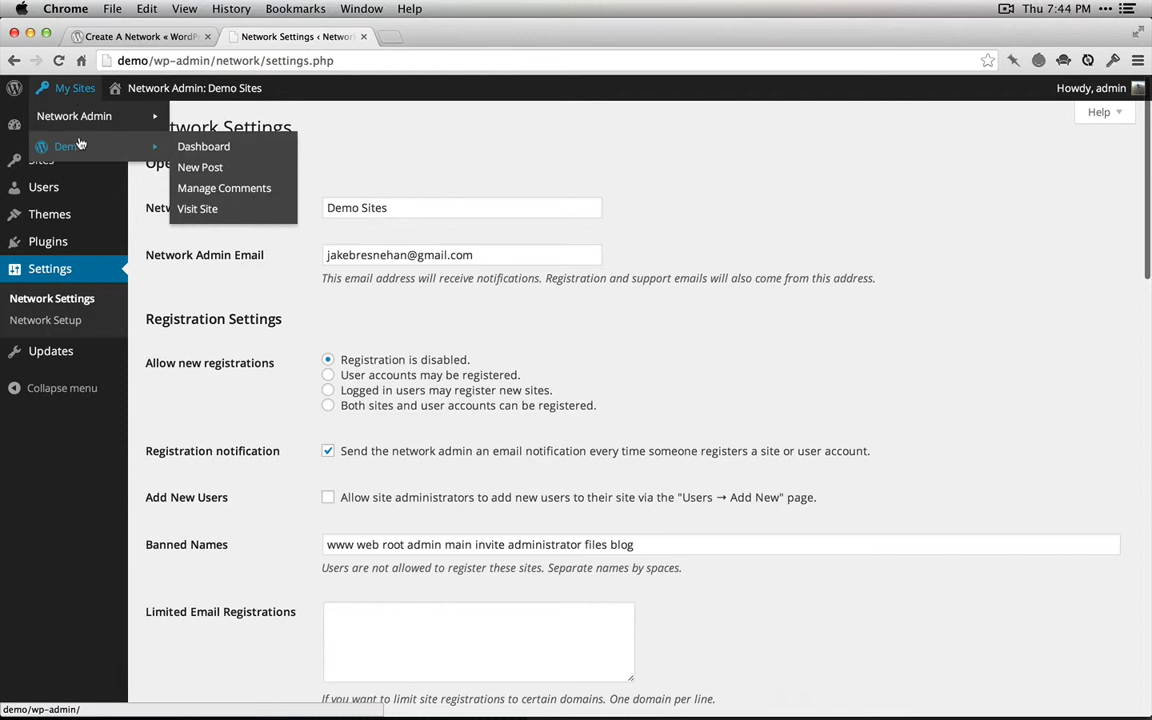 Chrome File Edit View History Bookmarks Window Help Thu 7:44 PM
Create A Network « WordP
Network Settings ‹ Networ
demo/wp-admin/network/settings.php
My Sites Network Admin: Demo Sites Howdy, admin
Network Admin
Dem
Dashboard
New Post
Manage Comments
Visit Site
Help
twork Settings
Ope
Sites
Users
Themes
Plugins
Settings
Network Settings
Network Setup
Updates
Collapse menu
Netw
Demo Sites
Network Admin Email
jakebresnehan@gmail.com
This email address will receive notifications. Registration and support emails will also come from this address.
Registration Settings
Allow new registrations
Registration is disabled.
User accounts may be registered.
Logged in users may register new sites.
Both sites and user accounts can be registered.
Registration notification
Send the network admin an email notification every time someone registers a site or user account.
Add New Users
Allow site administrators to add new users to their site via the "Users → Add New" page.
Banned Names
www web root admin main invite administrator files blog
Users are not allowed to register these sites. Separate names by spaces.
Limited Email Registrations
If you want to limit site registrations to certain domains. One domain per line.
demo/wp-admin/